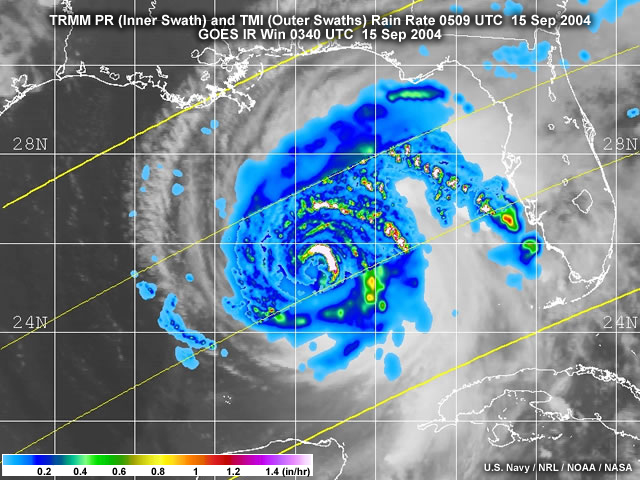 TRMM PR (Inner Swath) and TMI (Outer Swaths) Rain Rate 0509 UTC 15 Sep 2004
GOES IR Win 0340 UTC 15 Sep 2004
28N 28N
24N 24N
0.2 0.4 0.6 0.8 1.2 1.4 (in/hr)
U.S. Navy / NRL / NOAA / NASA